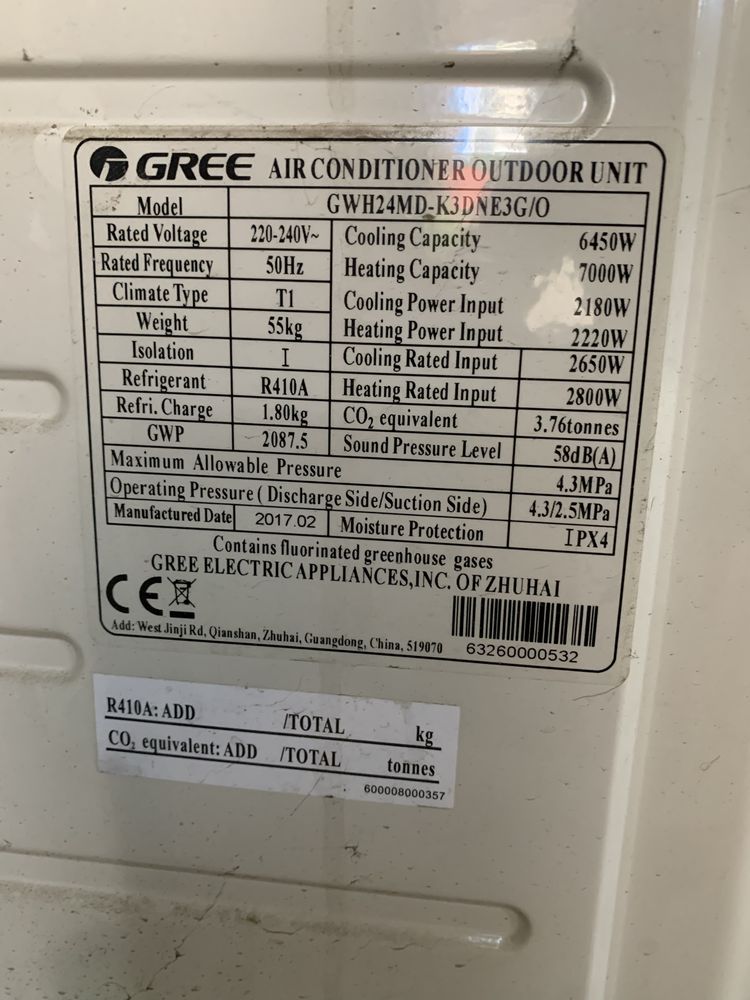 GREE AIR CONDITIONER OUTDOOR UNIT
Model GWH24MD-K3DNE3G/O
Rated Voltage 220-240V~ Cooling Capacity 6450W
Rated Frequency 50Hz Heating Capacity 7000W
Climate Type T1 Cooling Power Input 2180W
Weight 55kg Heating Power Input 2220W
Isolation I Cooling Rated Input 2650W
Refrigerant R410A Heating Rated Input 2800W
Refri. Charge 1.80kg CO₂ equivalent 3.76tonnes
GWP 2087.5 Sound Pressure Level 58dB(A)
Maximum Allowable Pressure 4.3MPa
Operating Pressure ( Discharge Side/Suction Side) 4.3/2.5MPa
Manufactured Date 2017.02 Moisture Protection IPX4
Contains fluorinated greenhouse gases
GREE ELECTRIC APPLIANCES,INC. OF ZHUHAI
CE
Add: West Jinji Rd, Qianshan, Zhuhai, Guangdong, China, 519070 63260000532
R410A: ADD /TOTAL kg
CO₂ equivalent: ADD /TOTAL tonnes
600008000357